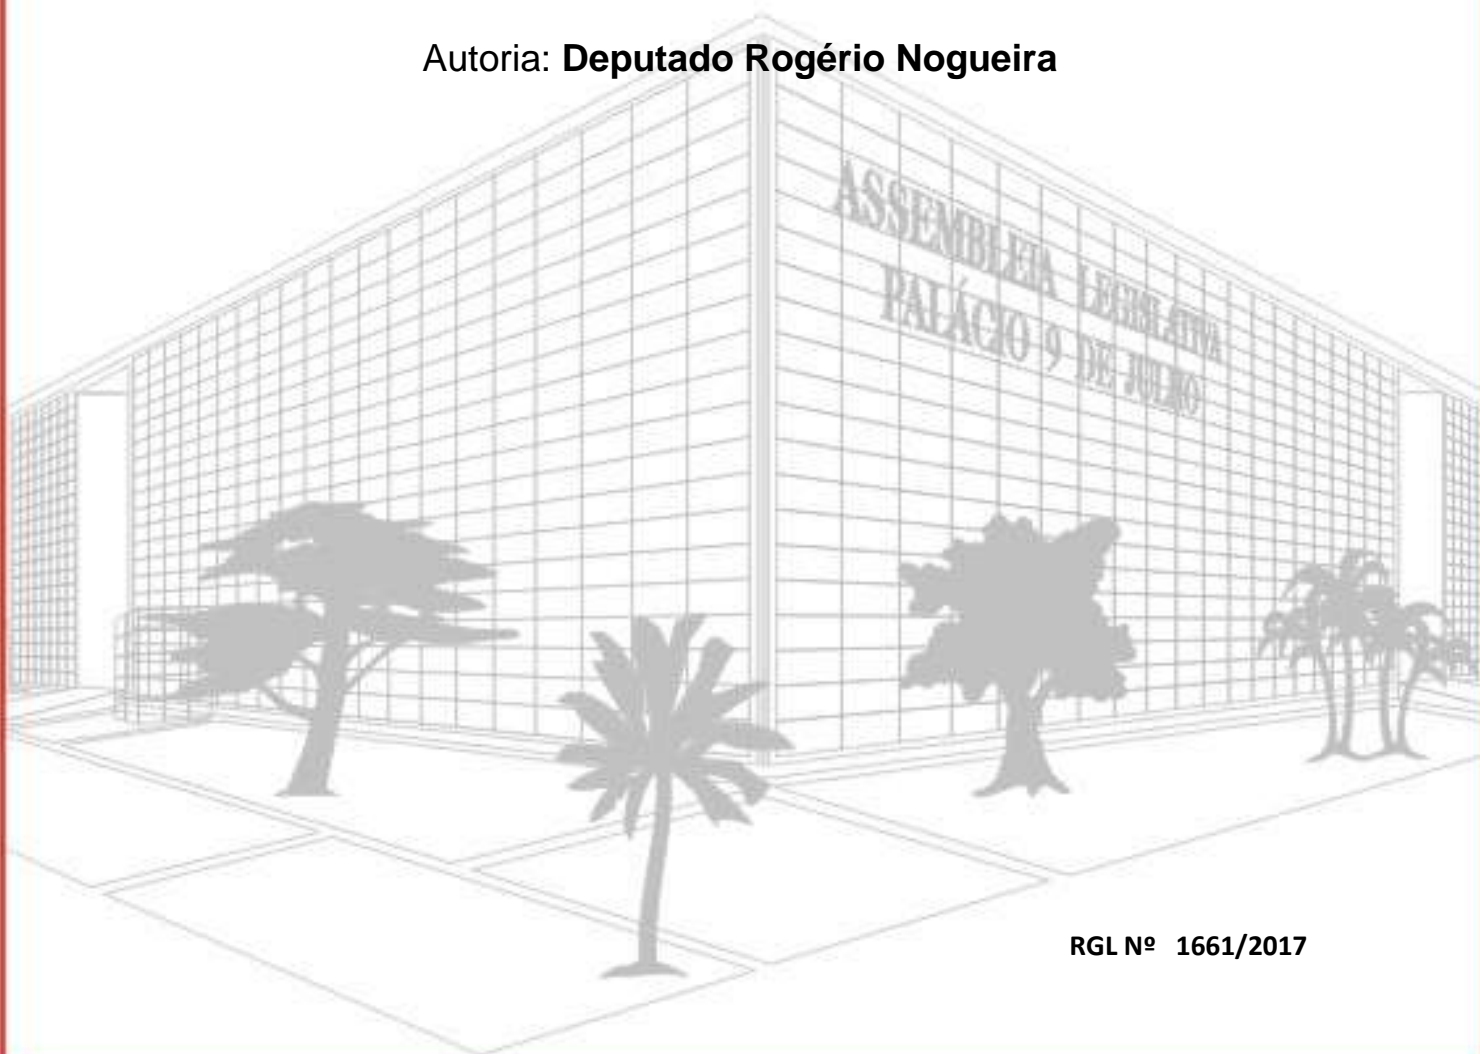 Autoria: Deputado Rogério Nogueira
ASSEMBLEIA LEGISLATIVA
PALÁCIO 9 DE JULHO
RGL Nº 1661/2017